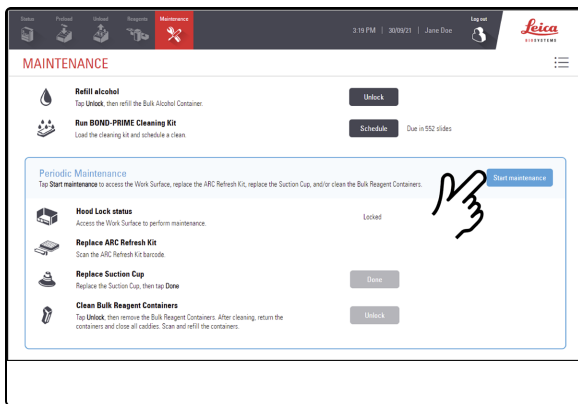 Status Preload Unload Reagents Maintenance
3:19 PM | 30/09/21 | Jane Doe
Log out
Leica
BIOSYSTEMS
MAINTENANCE
Refill alcohol
Tap Unlock, then refill the Bulk Alcohol Container.
Unlock
Run BOND-PRIME Cleaning Kit
Load the cleaning kit and schedule a clean.
Schedule Due in 552 slides
Periodic Maintenance
Tap Start maintenance to access the Work Surface, replace the ARC Refresh Kit, replace the Suction Cup, and/or clean the Bulk Reagent Containers.
Start maintenance
Hood Lock status
Access the Work Surface to perform maintenance.
Locked
Replace ARC Refresh Kit
Scan the ARC Refresh Kit barcode.
Replace Suction Cup
Replace the Suction Cup, then tap Done
Done
Clean Bulk Reagent Containers
Tap Unlock, then remove the Bulk Reagent Containers. After cleaning, return the
containers and close all caddies. Scan and refill the containers.
Unlock